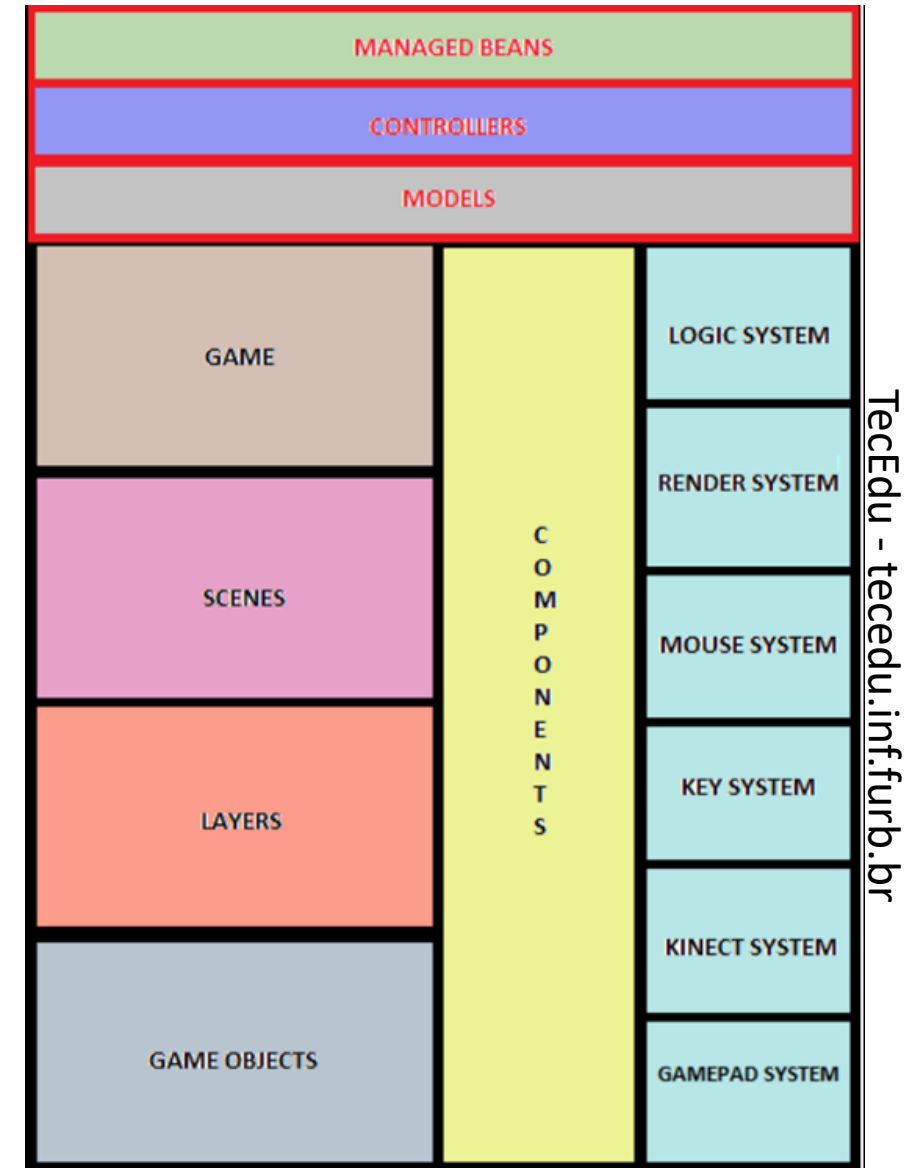 MANAGED BEANS
CONTROLLERS
MODELS
GAME
SCENES
LAYERS
GAME OBJECTS
COMPONENTS
LOGIC SYSTEM
RENDER SYSTEM
MOUSE SYSTEM
KEY SYSTEM
KINECT SYSTEM
GAMEPAD SYSTEM
TecEdu - tecedu.inf.furb.br